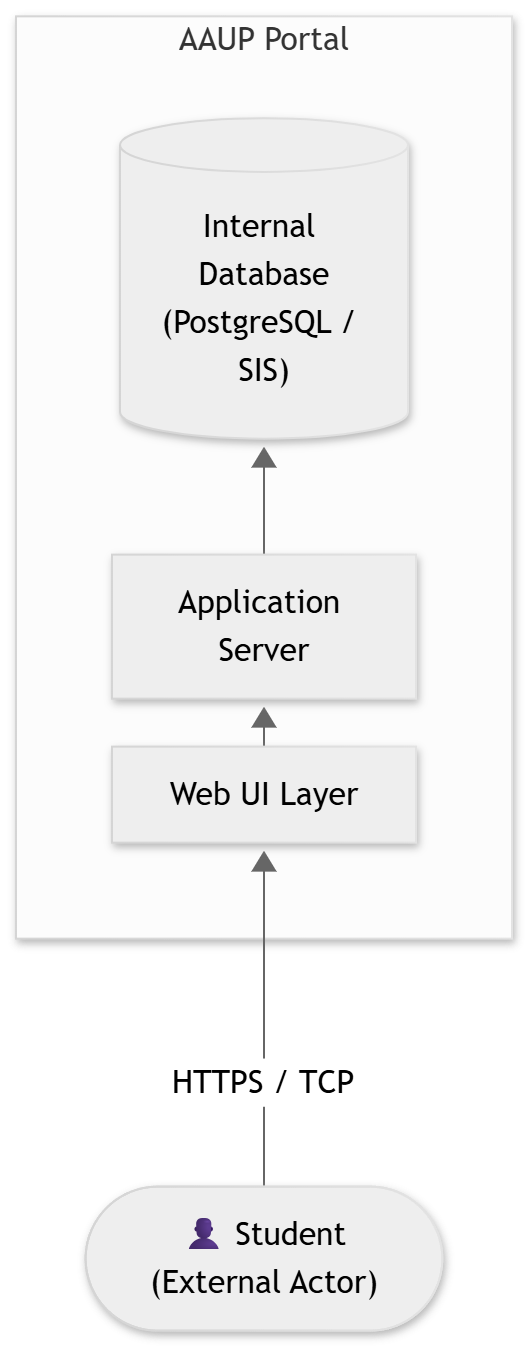 AAUP Portal
Internal
Database
(PostgreSQL /
SIS)
Application
Server
Web UI Layer
HTTPS / TCP
Student
(External Actor)